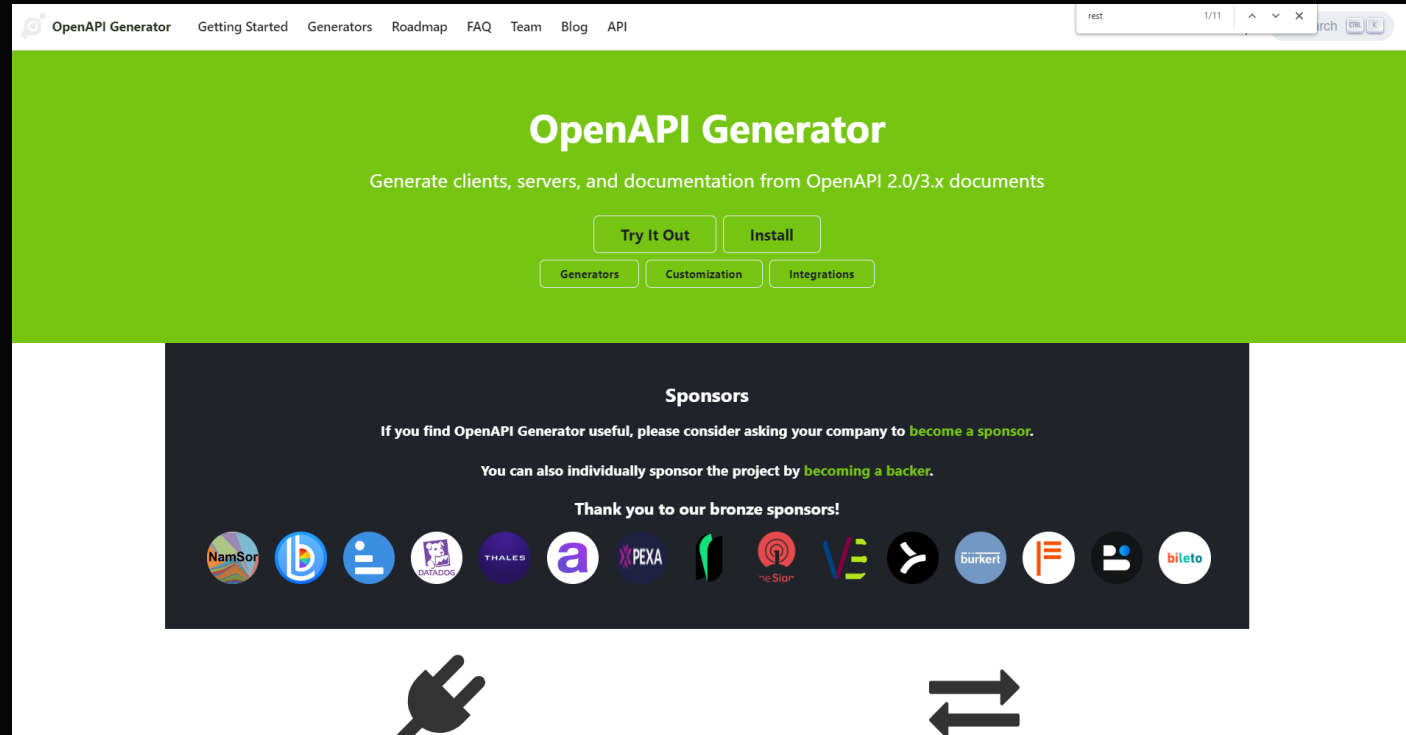 OpenAPI Generator Getting Started Generators Roadmap FAQ Team Blog API
rest 1/11
CTRL K
OpenAPI Generator
Generate clients, servers, and documentation from OpenAPI 2.0/3.x documents
Try It Out Install
Generators Customization Integrations
Sponsors
If you find OpenAPI Generator useful, please consider asking your company to become a sponsor.
You can also individually sponsor the project by becoming a backer.
Thank you to our bronze sponsors!
NamSor DATADOG THALES a PEXA burkert bileto